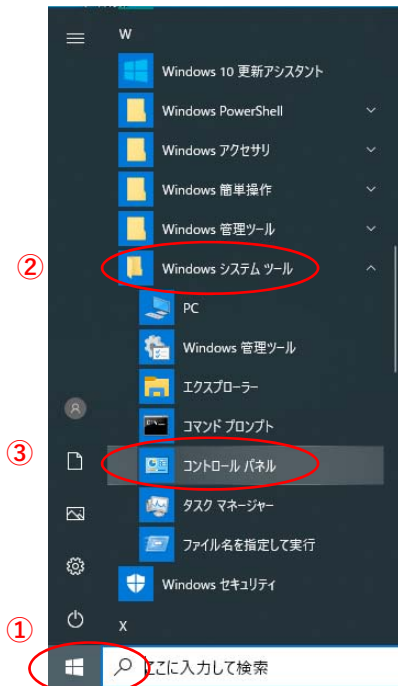 W
Windows 10 更新アシスタント
Windows PowerShell
Windows アクセサリ
Windows 簡単操作
Windows 管理ツール
② Windows システム ツール
PC
Windows 管理ツール
エクスプローラー
コマンド プロンプト
③ コントロール パネル
タスク マネージャー
ファイル名を指定して実行
Windows セキュリティ
① X
ここに入力して検索